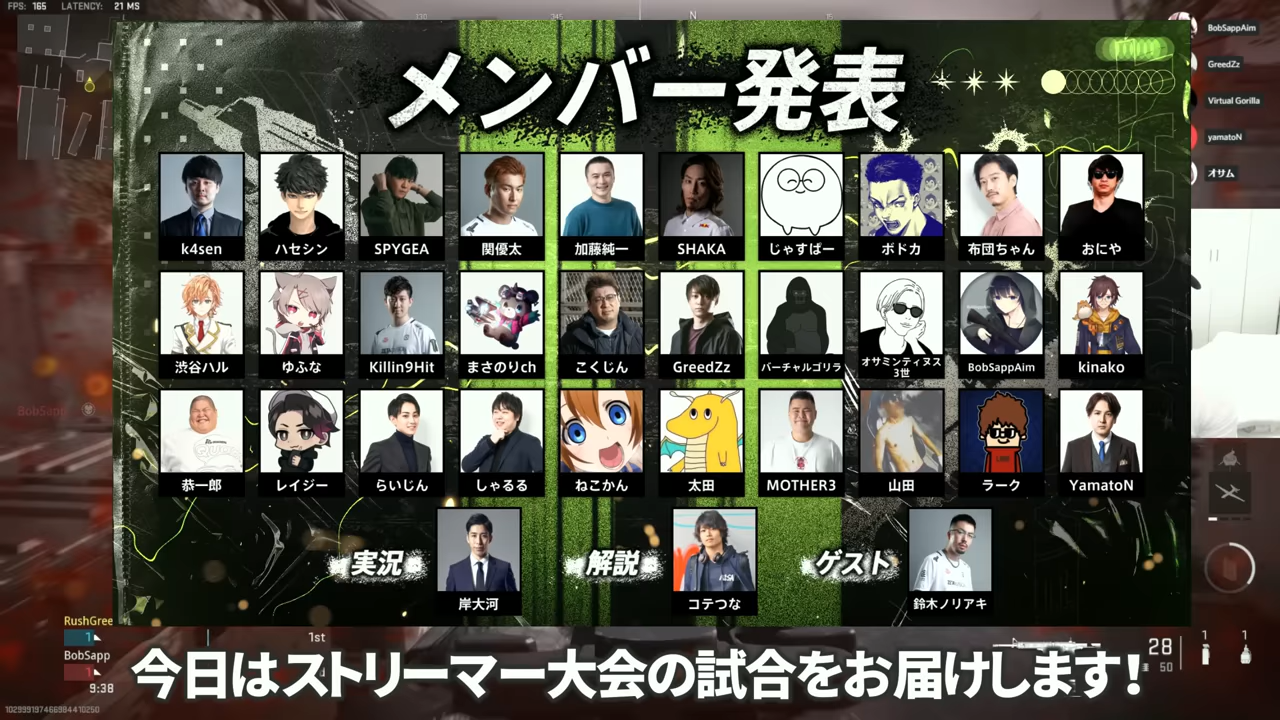 FPS: 165 LATENCY: 21 MS
330 345 N 15
メンバー発表
BobSappAim
GreedZz
Virtual Gorilla
yamatoN
オサム
k4sen ハセシン SPYGEA 関優太 加藤純一 SHAKA じゃすぱー ボドカ 布団ちゃん おにや
渋谷ハル ゆふな Killin9Hit まさのりch こくじん GreedZz バーチャルゴリラ オサミンティヌス3世 BobSappAim kinako
BobSapp
恭一郎 レイジー らいじん しゃるる ねこかん 太田 MOTHER3 山田 ラーク YamatoN
実況 岸大河 解説 コテつな ゲスト 鈴木ノリアキ
RushGree
1 1st
BobSapp
1
9:38
28
50
1 1
今日はストリーマー大会の試合をお届けします!